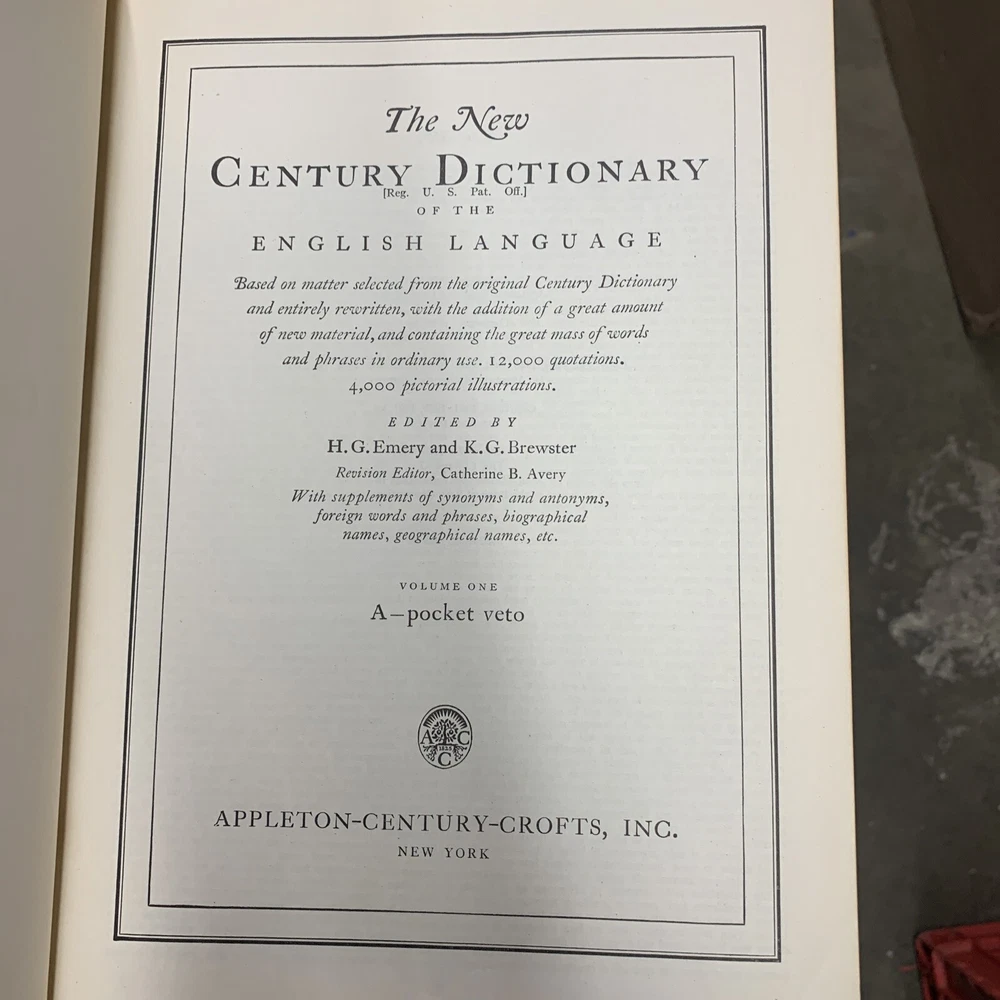 The New
CENTURY DICTIONARY
[Reg. U. S. Pat. Off.]
OF THE
ENGLISH LANGUAGE
Based on matter selected from the original Century Dictionary
and entirely rewritten, with the addition of a great amount
of new material, and containing the great mass of words
and phrases in ordinary use. 12,000 quotations.
4,000 pictorial illustrations.
EDITED BY
H. G. Emery and K. G. Brewster
Revision Editor, Catherine B. Avery
With supplements of synonyms and antonyms,
foreign words and phrases, biographical
names, geographical names, etc.
VOLUME ONE
A—pocket veto
A C
1825
C
APPLETON-CENTURY-CROFTS, INC.
NEW YORK